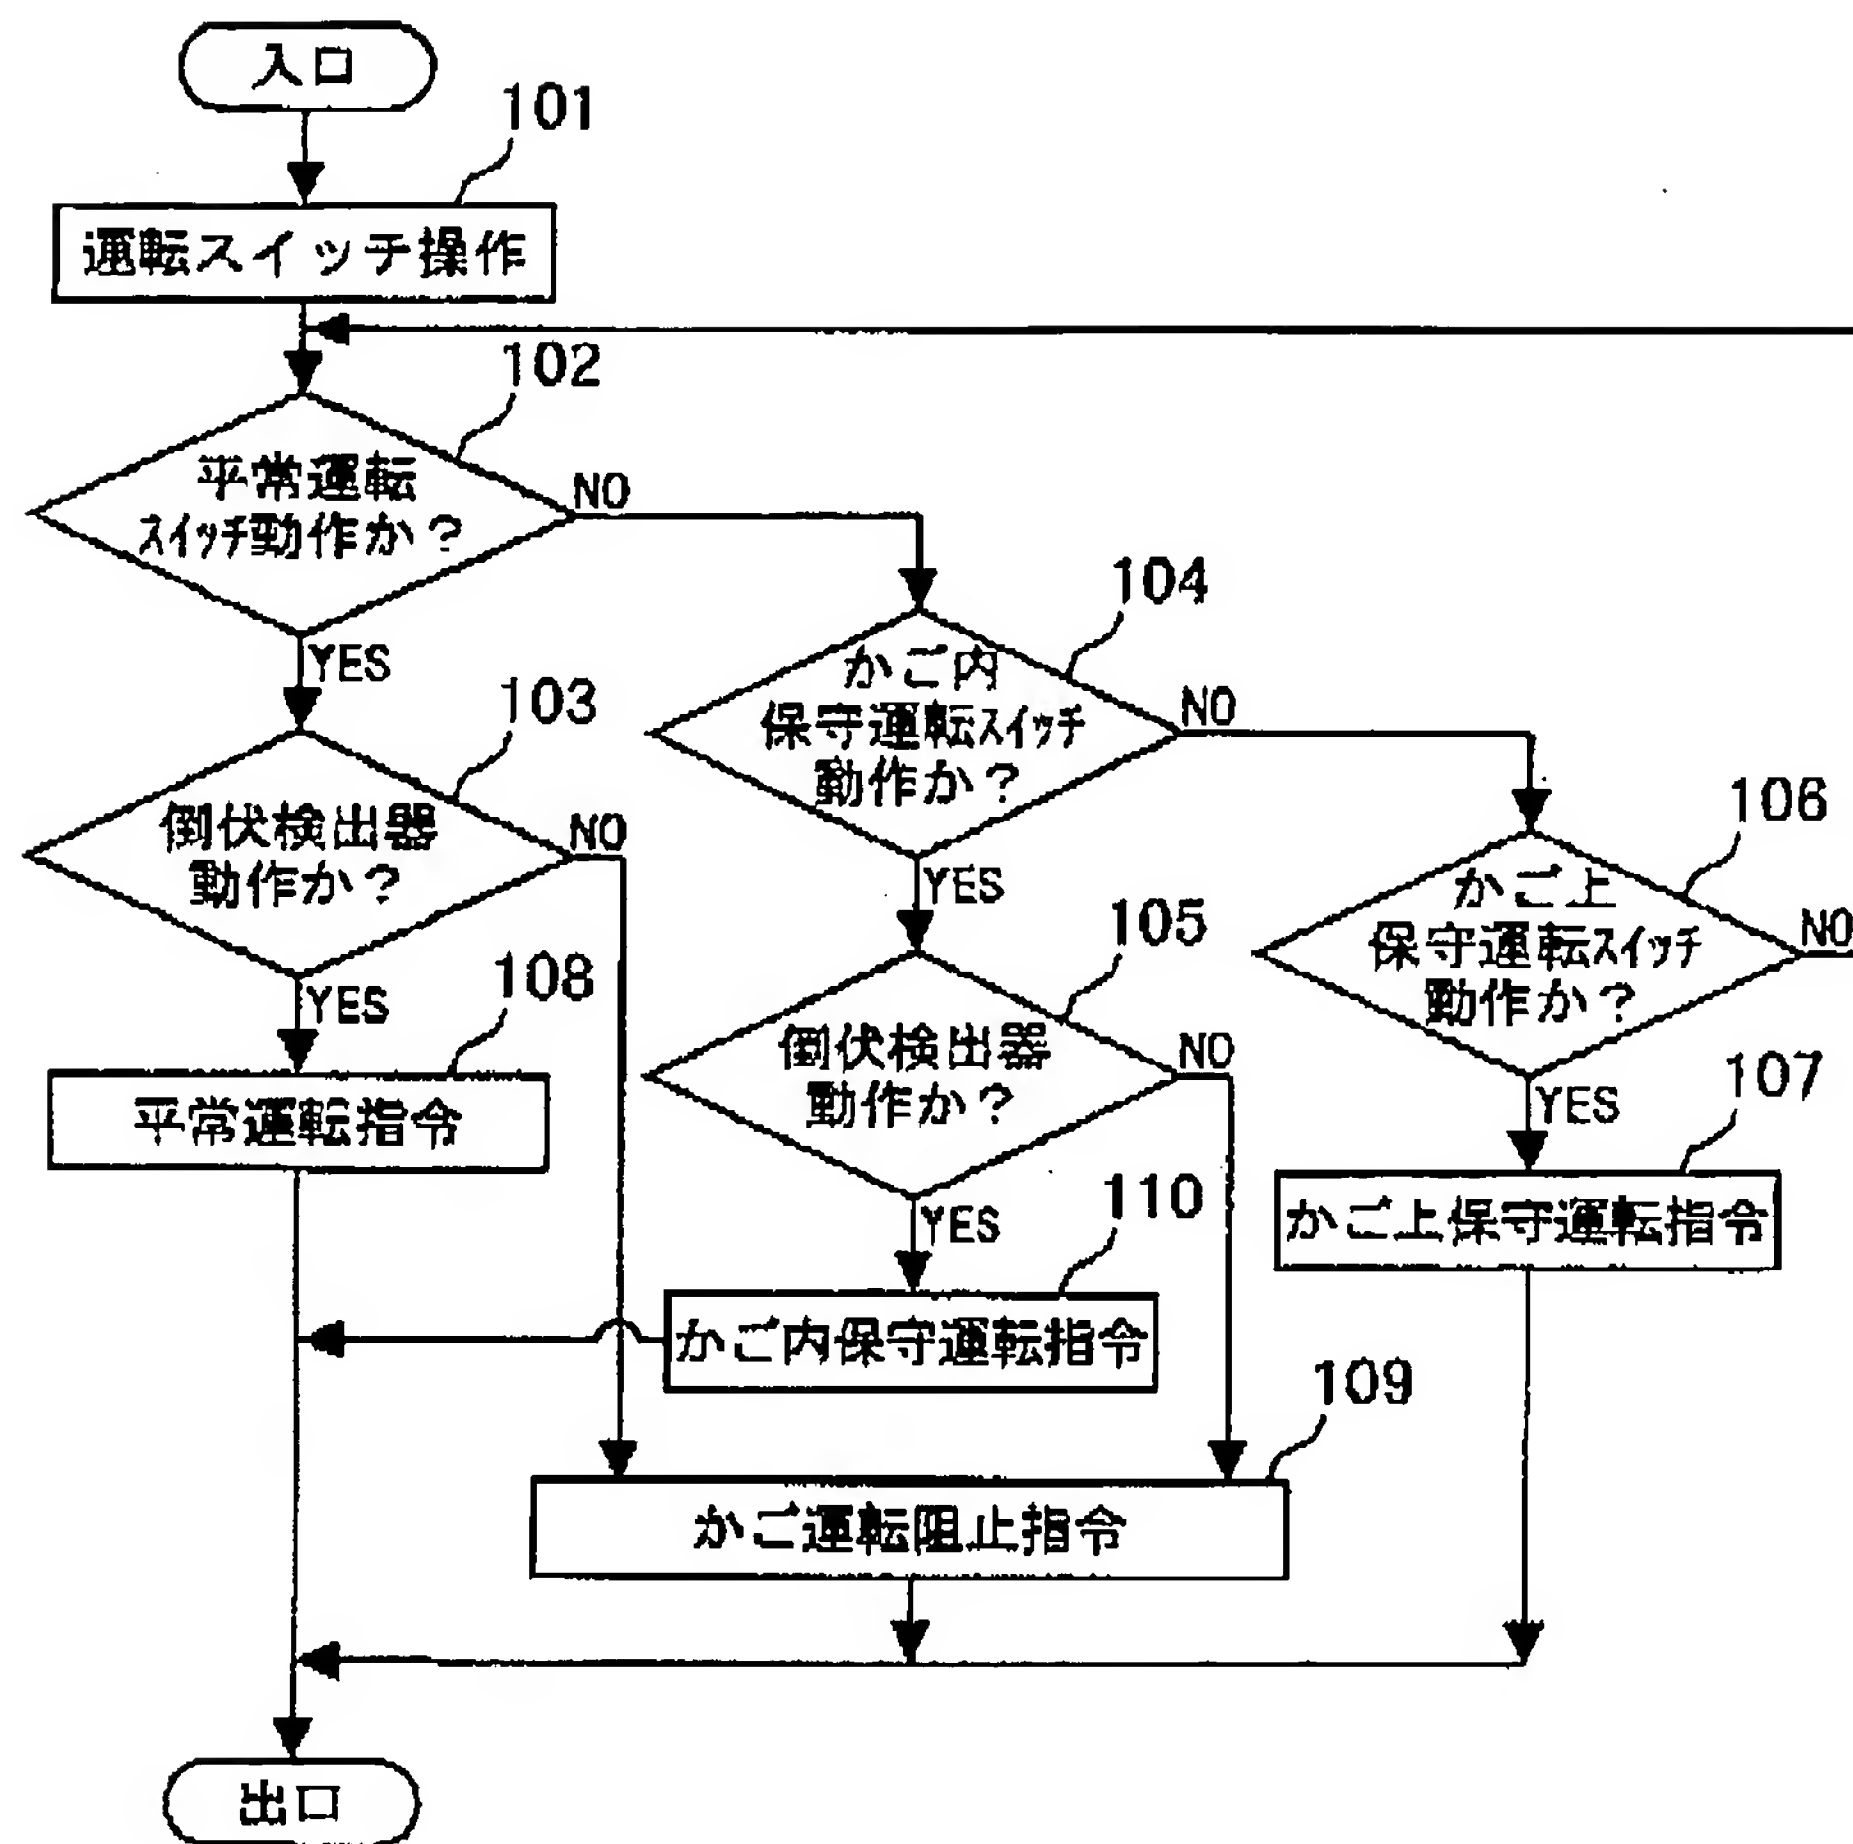 入口
101
運転スイッチ操作
102
平常運転
スイッチ動作か?
NO
YES
103
倒伏検出器
動作か?
NO
YES
108
平常運転指令
104
かご内
保守運転スイッチ
動作か?
NO
YES
105
倒伏検出器
動作か?
NO
YES
110
かご内保守運転指令
106
かご上
保守運転スイッチ
動作か?
NO
YES
107
かご上保守運転指令
109
かご運転阻止指令
出口